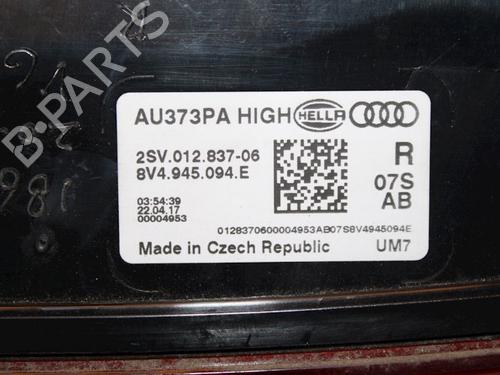 AU373PA HIGH HELLA
2SV.012.837-06
8V4.945.094.E
R
07S
AB
03:54:39
22.04.17
00004953
0128370600004953AB07S8V4945094E
Made in Czech Republic UM7
B-PARTS